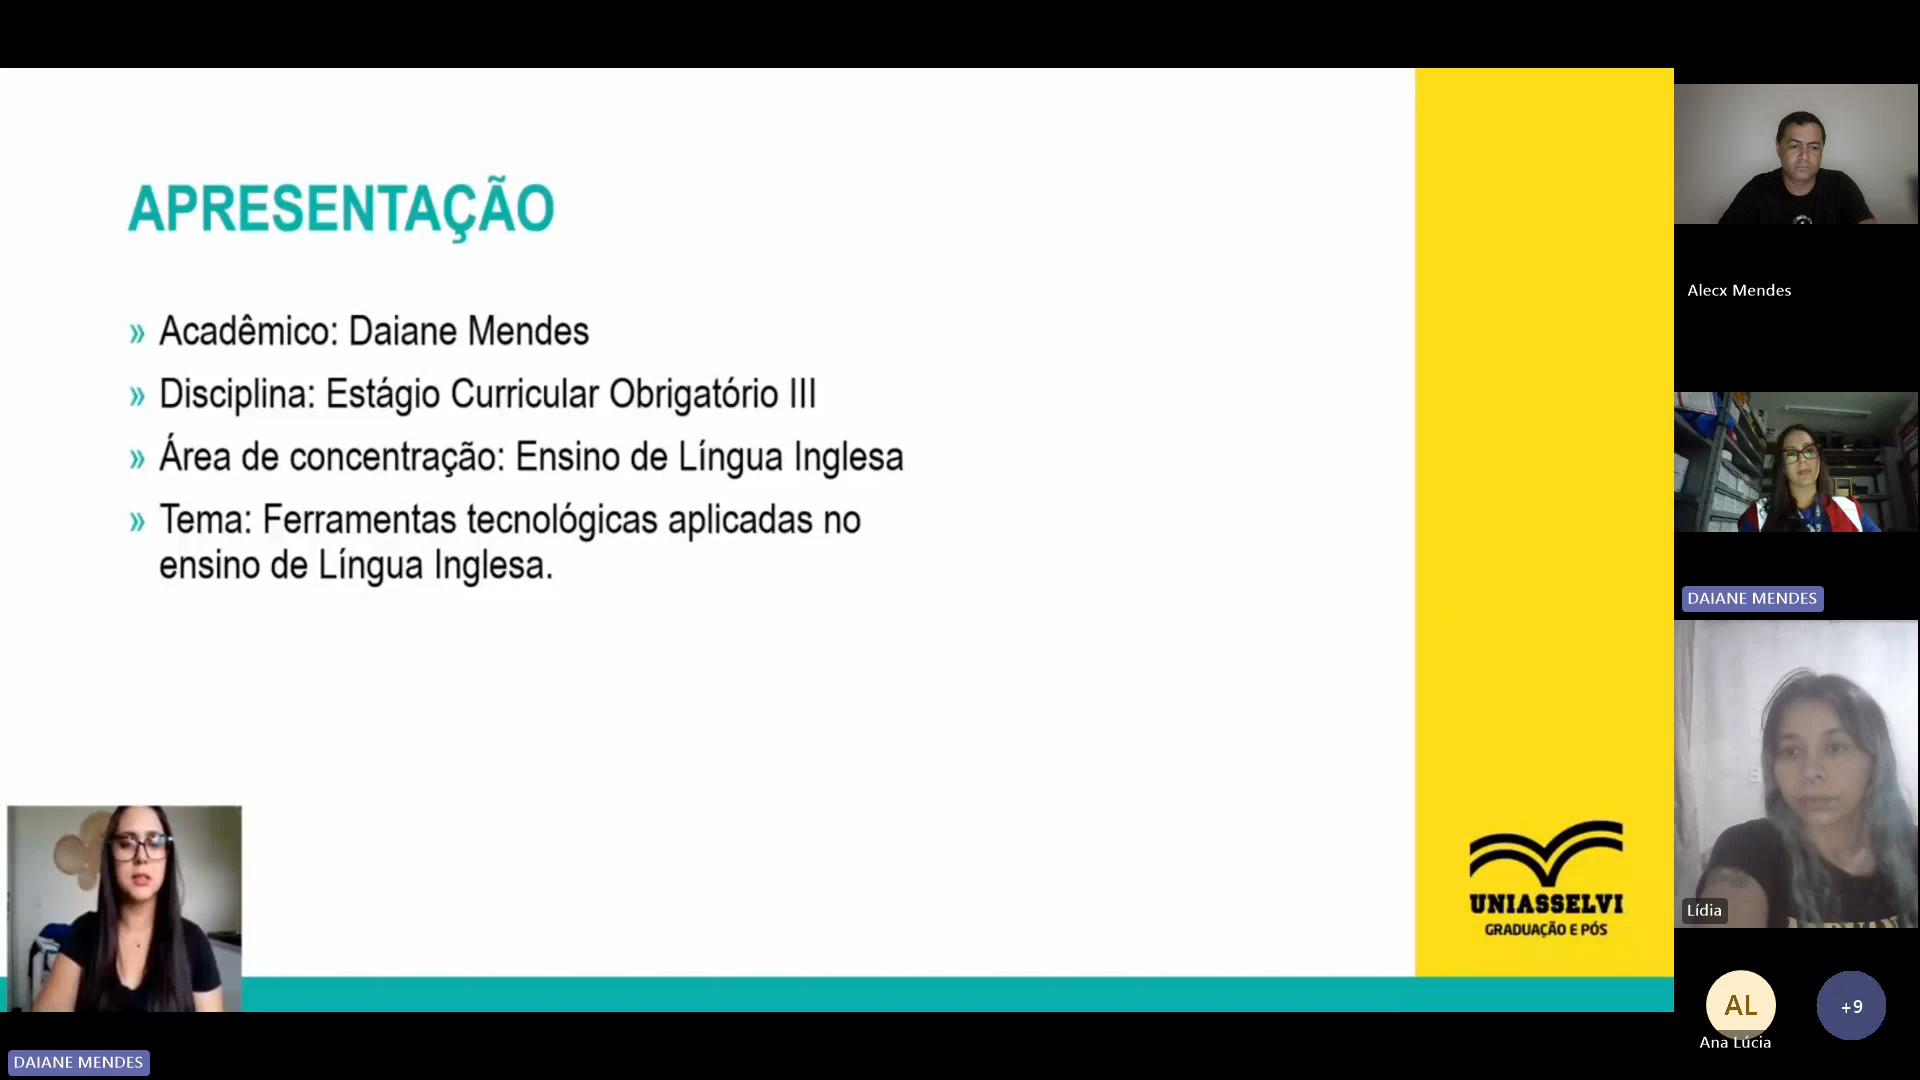 APRESENTAÇÃO
» Acadêmico: Daiane Mendes
» Disciplina: Estágio Curricular Obrigatório III
» Área de concentração: Ensino de Língua Inglesa
» Tema: Ferramentas tecnológicas aplicadas no
ensino de Língua Inglesa.
UNIASSELVI
GRADUAÇÃO E PÓS
DAIANE MENDES
Alecx Mendes
DAIANE MENDES
Lídia
AL
Ana Lúcia
+9